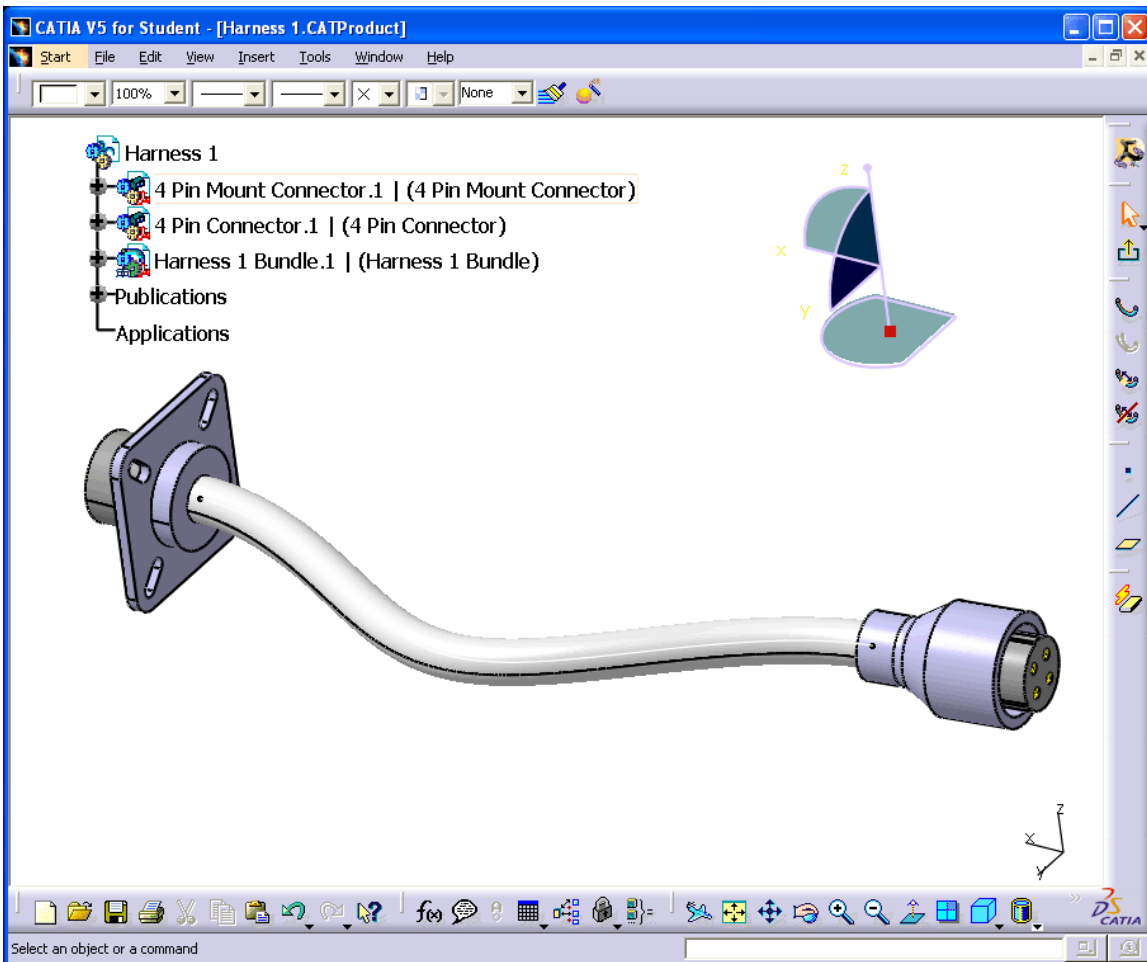 CATIA V5 for Student - [Harness 1.CATProduct]
Start File Edit View Insert Tools Window Help
100% None
Harness 1
4 Pin Mount Connector.1 | (4 Pin Mount Connector)
4 Pin Connector.1 | (4 Pin Connector)
Harness 1 Bundle.1 | (Harness 1 Bundle)
Publications
Applications
z
x
y
z
x
y
f(x)
DS CATIA
Select an object or a command